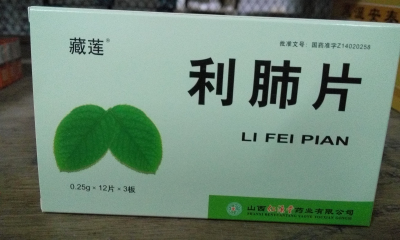 藏莲
批准文号：国药准字Z14020258
利肺片
LI FEI PIAN
0.25g×12片×3板
山西
药业有限公司